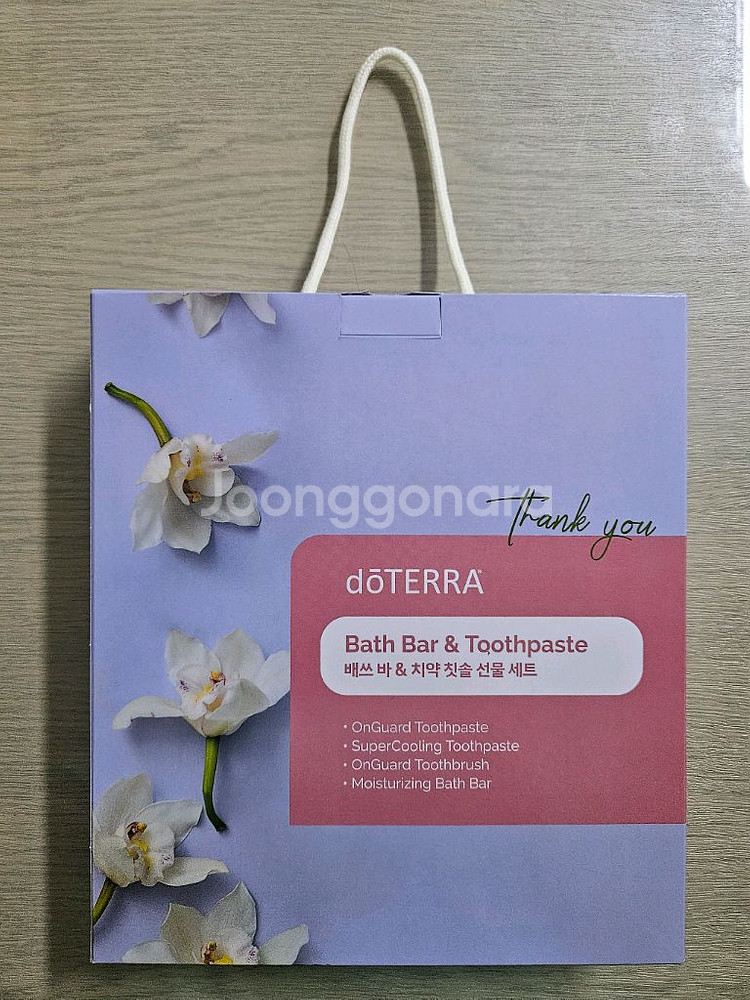 Joonggonara
Thank you
dōTERRA®
Bath Bar & Toothpaste
배쓰 바 & 치약 칫솔 선물 세트
• OnGuard Toothpaste
• SuperCooling Toothpaste
• OnGuard Toothbrush
• Moisturizing Bath Bar